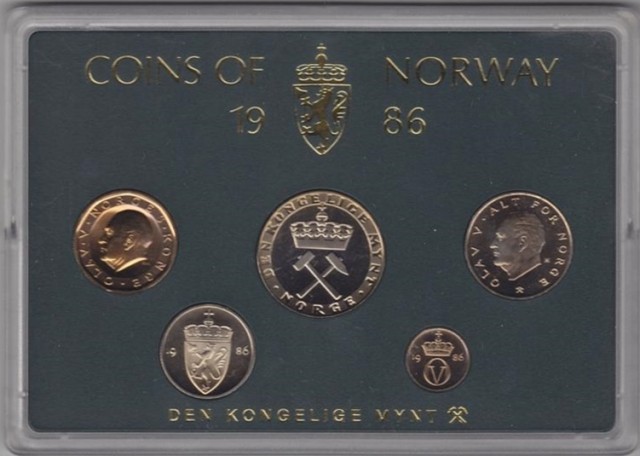 COINS OF NORWAY
19 86
OLAV·V·NORGES·KONGE
DEN KONGELIGE MYNT
NORGE
OLAV V · ALT FOR NORGE
K
19 86
19 86
V
DEN KONGELIGE MYNT